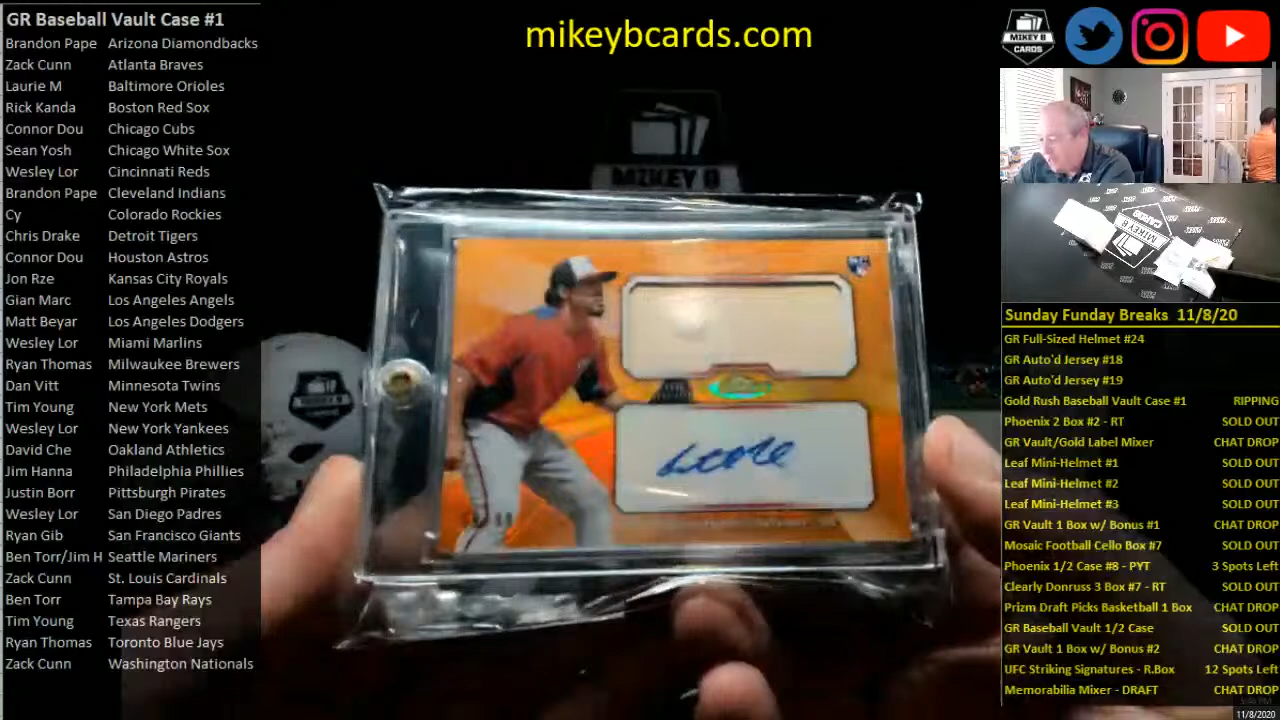 GR Baseball Vault Case #1
Brandon Pape Arizona Diamondbacks
Zack Cunn Atlanta Braves
Laurie M Baltimore Orioles
Rick Kanda Boston Red Sox
Connor Dou Chicago Cubs
Sean Yosh Chicago White Sox
Wesley Lor Cincinnati Reds
Brandon Pape Cleveland Indians
Cy Colorado Rockies
Chris Drake Detroit Tigers
Connor Dou Houston Astros
Jon Rze Kansas City Royals
Gian Marc Los Angeles Angels
Matt Beyar Los Angeles Dodgers
Wesley Lor Miami Marlins
Ryan Thomas Milwaukee Brewers
Dan Vitt Minnesota Twins
Tim Young New York Mets
Wesley Lor New York Yankees
David Che Oakland Athletics
Jim Hanna Philadelphia Phillies
Justin Borr Pittsburgh Pirates
Wesley Lor San Diego Padres
Ryan Gib San Francisco Giants
Ben Torr/Jim H Seattle Mariners
Zack Cunn St. Louis Cardinals
Ben Torr Tampa Bay Rays
Tim Young Texas Rangers
Ryan Thomas Toronto Blue Jays
Zack Cunn Washington Nationals
mikeybcards.com
MIKEY B
MIKEY B
CARDS
Sunday Funday Breaks 11/8/20
GR Full-Sized Helmet #24
GR Auto'd Jersey #18
GR Auto'd Jersey #19
Gold Rush Baseball Vault Case #1 RIPPING
Phoenix 2 Box #2 - RT SOLD OUT
GR Vault/Gold Label Mixer CHAT DROP
Leaf Mini-Helmet #1 SOLD OUT
Leaf Mini-Helmet #2 SOLD OUT
Leaf Mini-Helmet #3 SOLD OUT
GR Vault 1 Box w/ Bonus #1 CHAT DROP
Mosaic Football Cello Box #7 SOLD OUT
Phoenix 1/2 Case #8 - PYT 3 Spots Left
Clearly Donruss 3 Box #7 - RT SOLD OUT
Prizm Draft Picks Basketball 1 Box CHAT DROP
GR Baseball Vault 1/2 Case SOLD OUT
GR Vault 1 Box w/ Bonus #2 CHAT DROP
UFC Striking Signatures - R.Box 12 Spots Left
Memorabilia Mixer - DRAFT CHAT DROP
11/8/2020